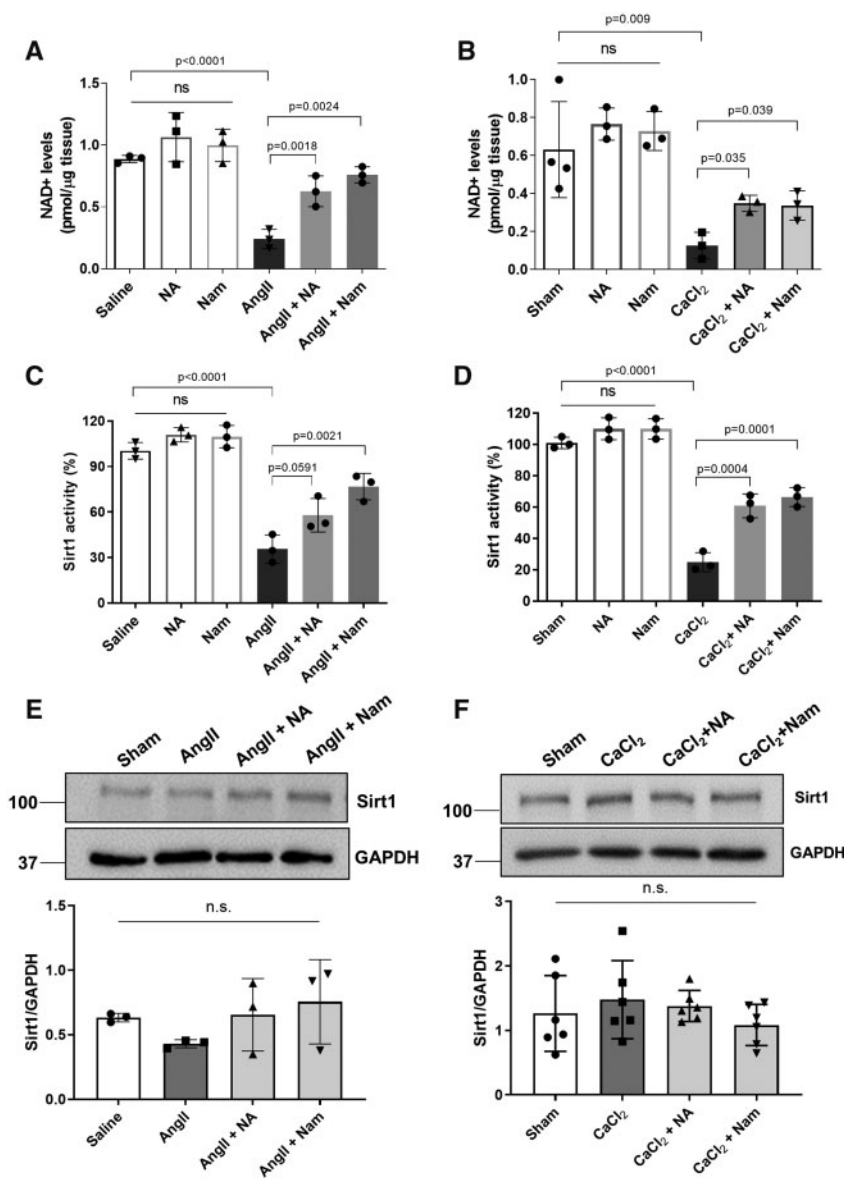 A
p<0.0001
ns
p=0.0024
p=0.0018
NAD+ levels
(pmol/µg tissue)
1.5
1.0
0.5
0.0
Saline
NA
Nam
AngII
AngII + NA
AngII + Nam
B
p=0.009
ns
p=0.039
p=0.035
NAD+ levels
(pmol/µg tissue)
1.0
0.8
0.6
0.4
0.2
0.0
Sham
NA
Nam
CaCl₂
CaCl₂ + NA
CaCl₂ + Nam
C
p<0.0001
ns
p=0.0021
p=0.0591
Sirt1 activity (%)
120
90
60
30
0
Saline
NA
Nam
AngII
AngII + NA
AngII + Nam
D
p<0.0001
ns
p=0.0001
p=0.0004
Sirt1 activity (%)
120
100
80
60
40
20
0
Sham
NA
Nam
CaCl₂
CaCl₂+ NA
CaCl₂+ Nam
E
Sham
AngII
AngII + NA
AngII + Nam
100
Sirt1
37
GAPDH
n.s.
Sirt1/GAPDH
1.5
1.0
0.5
0.0
Saline
AngII
AngII + NA
AngII + Nam
F
Sham
CaCl₂
CaCl₂+NA
CaCl₂+Nam
100
Sirt1
37
GAPDH
n.s.
Sirt1/GAPDH
3
2
1
0
Sham
CaCl₂
CaCl₂ + NA
CaCl₂ + Nam